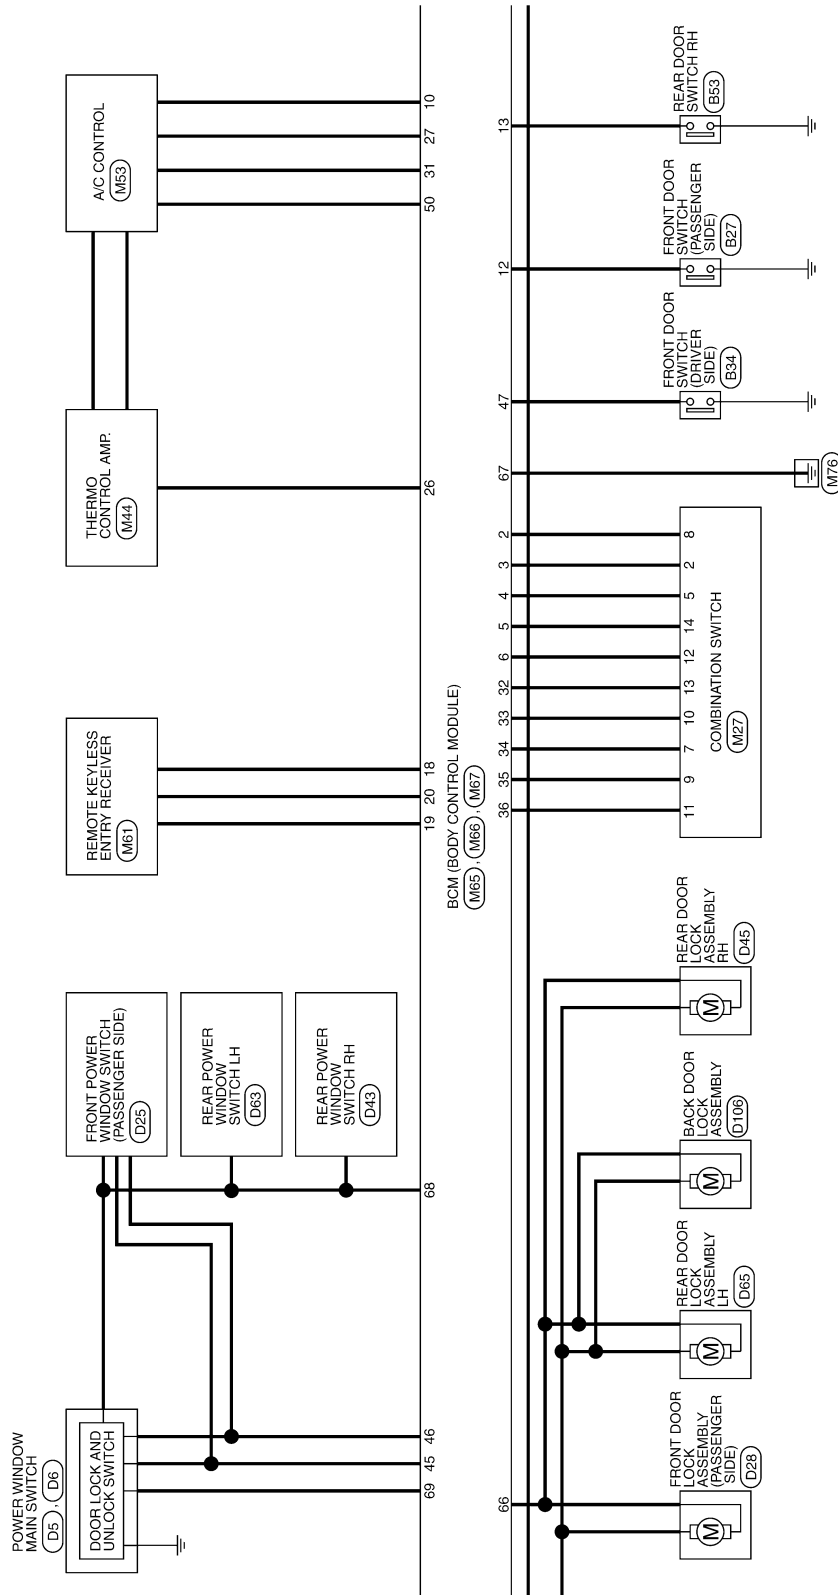 POWER WINDOW
MAIN SWITCH
D5 , D6
DOOR LOCK AND
UNLOCK SWITCH
FRONT POWER
WINDOW SWITCH
(PASSENGER SIDE)
D25
REAR POWER
WINDOW
SWITCH LH
D63
REAR POWER
WINDOW
SWITCH RH
D43
REMOTE KEYLESS
ENTRY RECEIVER
M61
THERMO
CONTROL AMP.
M44
A/C CONTROL
M53
69
45
46
68
19
20
18
26
50
31
27
10
BCM (BODY CONTROL MODULE)
M65 , M66 , M67
66
36
35
34
33
32
6
5
4
3
2
67
47
12
13
FRONT DOOR
LOCK
ASSEMBLY
(PASSENGER
SIDE)
D28
M
REAR DOOR
LOCK
ASSEMBLY
LH
D65
M
BACK DOOR
LOCK
ASSEMBLY
D106
M
REAR DOOR
LOCK
ASSEMBLY
RH
D45
M
11
9
7
10
13
12
14
5
2
8
COMBINATION SWITCH
M27
M76
FRONT DOOR
SWITCH
(DRIVER
SIDE)
B34
FRONT DOOR
SWITCH
(PASSENGER
SIDE)
B27
REAR DOOR
SWITCH RH
B53